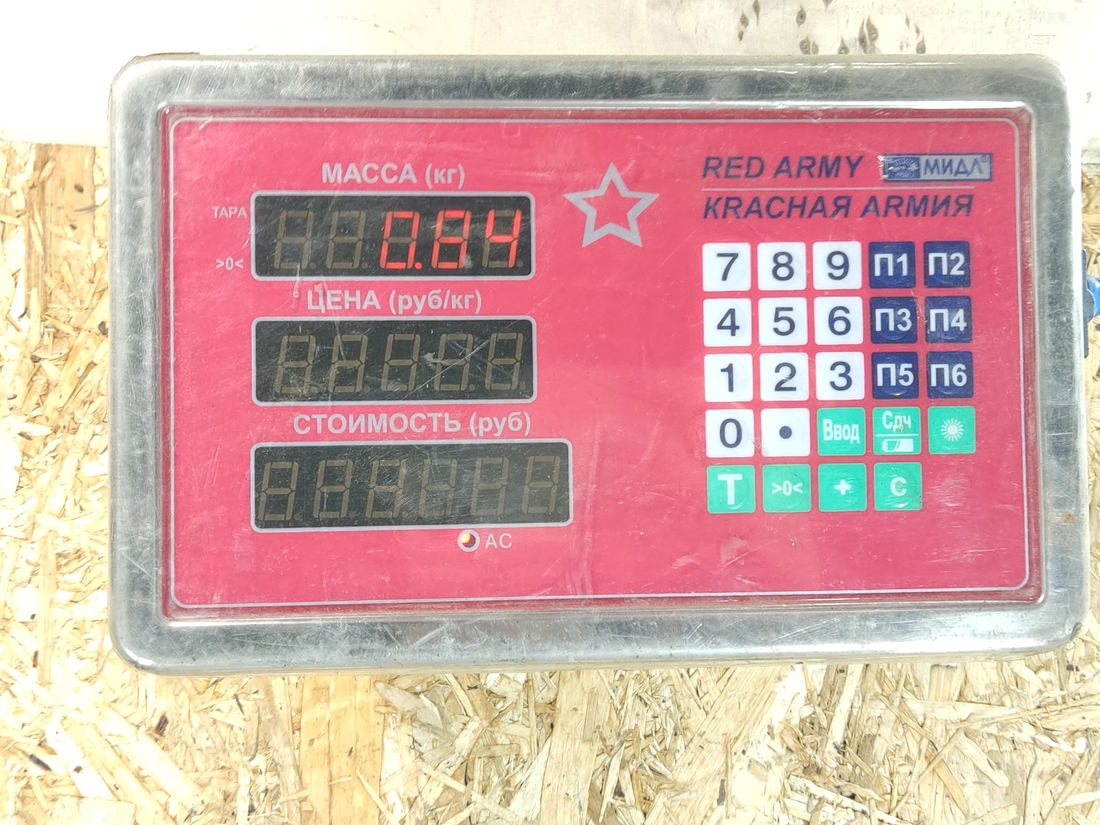 МАССА (кг)
ТАРА
0.84
>0<
ЦЕНА (руб/кг)
СТОИМОСТЬ (руб)
AC
RED ARMY МИДЛ
КRАСНАЯ АRМИЯ
7 8 9 П1 П2
4 5 6 П3 П4
1 2 3 П5 П6
0 • Ввод Сдч
T >0< + C